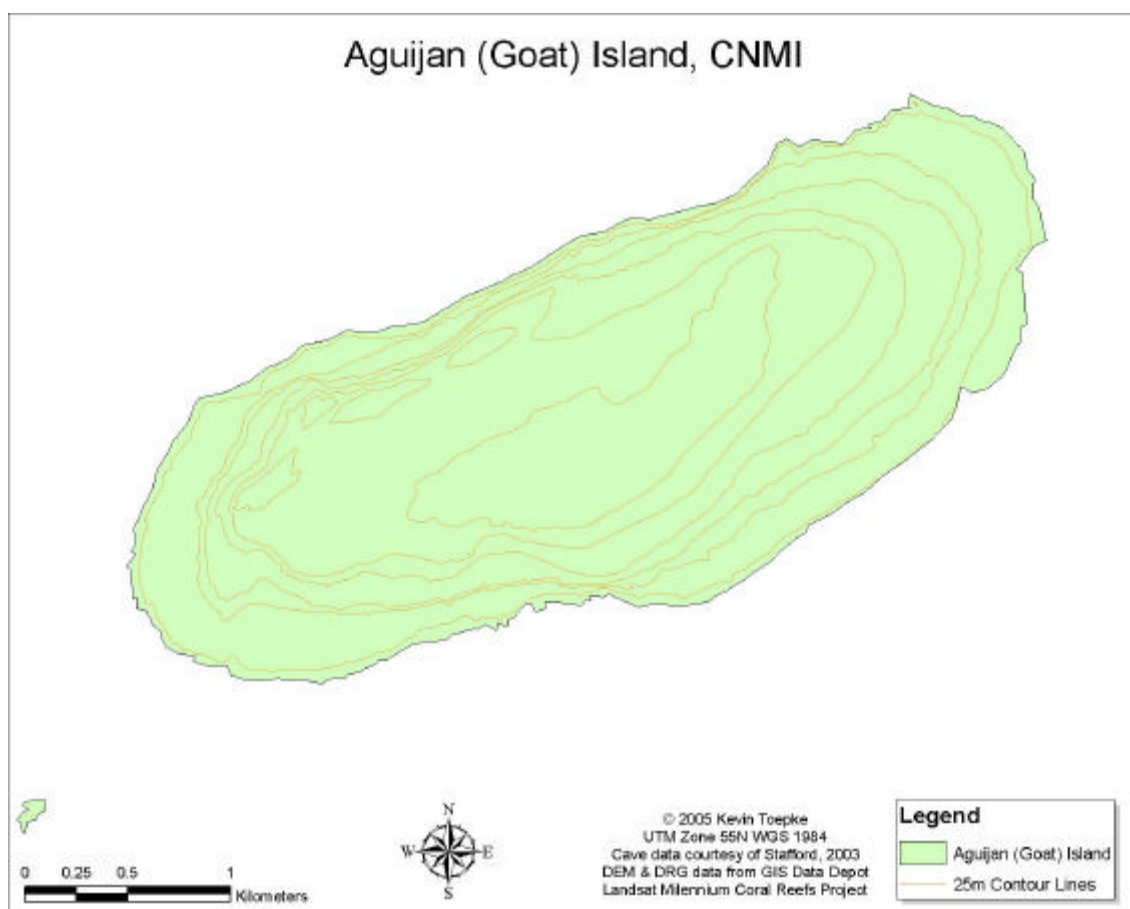 Aguijan (Goat) Island, CNMI
N
W E
S
0 0.25 0.5 1
Kilometers
© 2005 Kevin Toepke
UTM Zone 55N WGS 1984
Cave data courtesy of Stafford, 2003
DEM & DRG data from GIS Data Depot
Landsat Milennium Coral Reefs Project
Legend
Aguijan (Goat) Island
25m Contour Lines